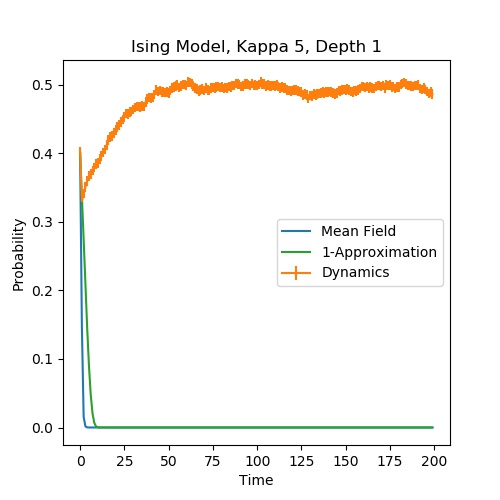 Ising Model, Kappa 5, Depth 1
0.5
0.4
0.3
0.2
0.1
0.0
Probability
Mean Field
1-Approximation
Dynamics
0 25 50 75 100 125 150 175 200
Time